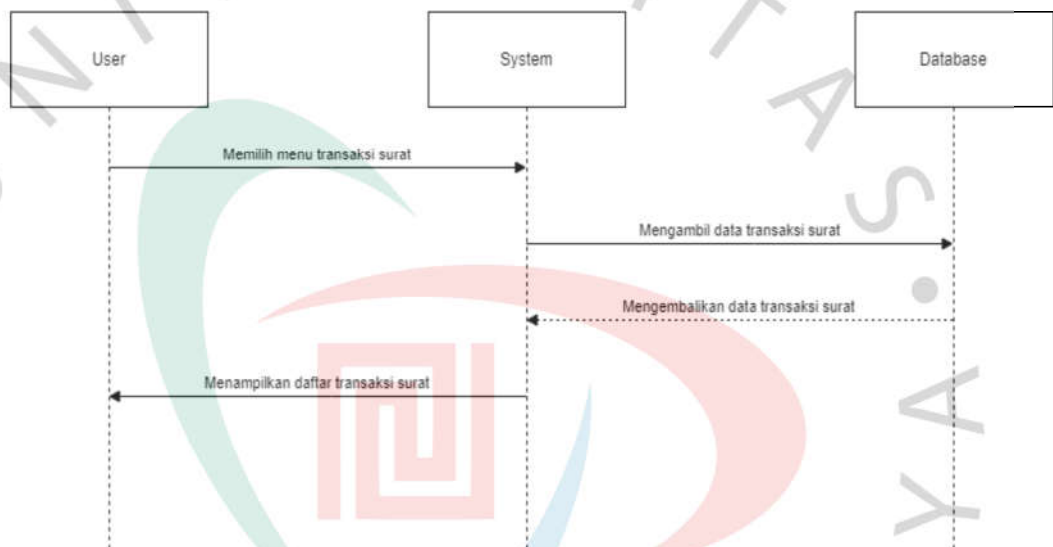 User
System
Database
Memilih menu transaksi surat
Mengambil data transaksi surat
Mengembalikan data transaksi surat
Menampilkan daftar transaksi surat